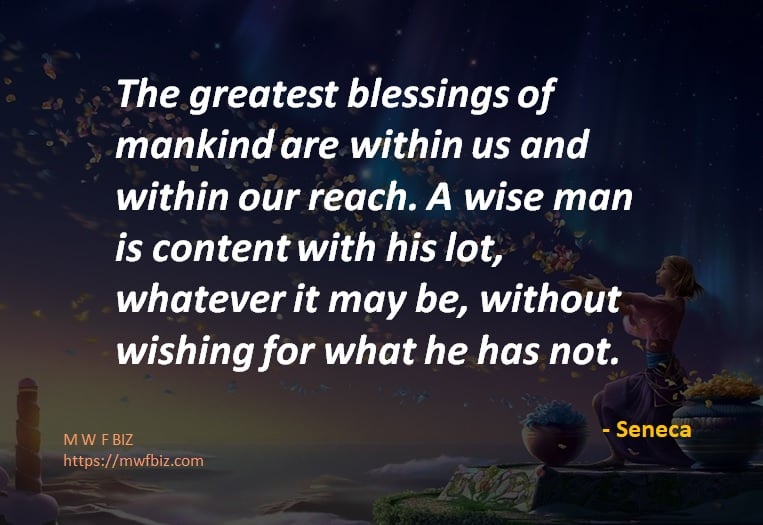 The greatest blessings of
mankind are within us and
within our reach. A wise man
is content with his lot,
whatever it may be, without
wishing for what he has not.
- Seneca
M W F BIZ
https://mwfbiz.com